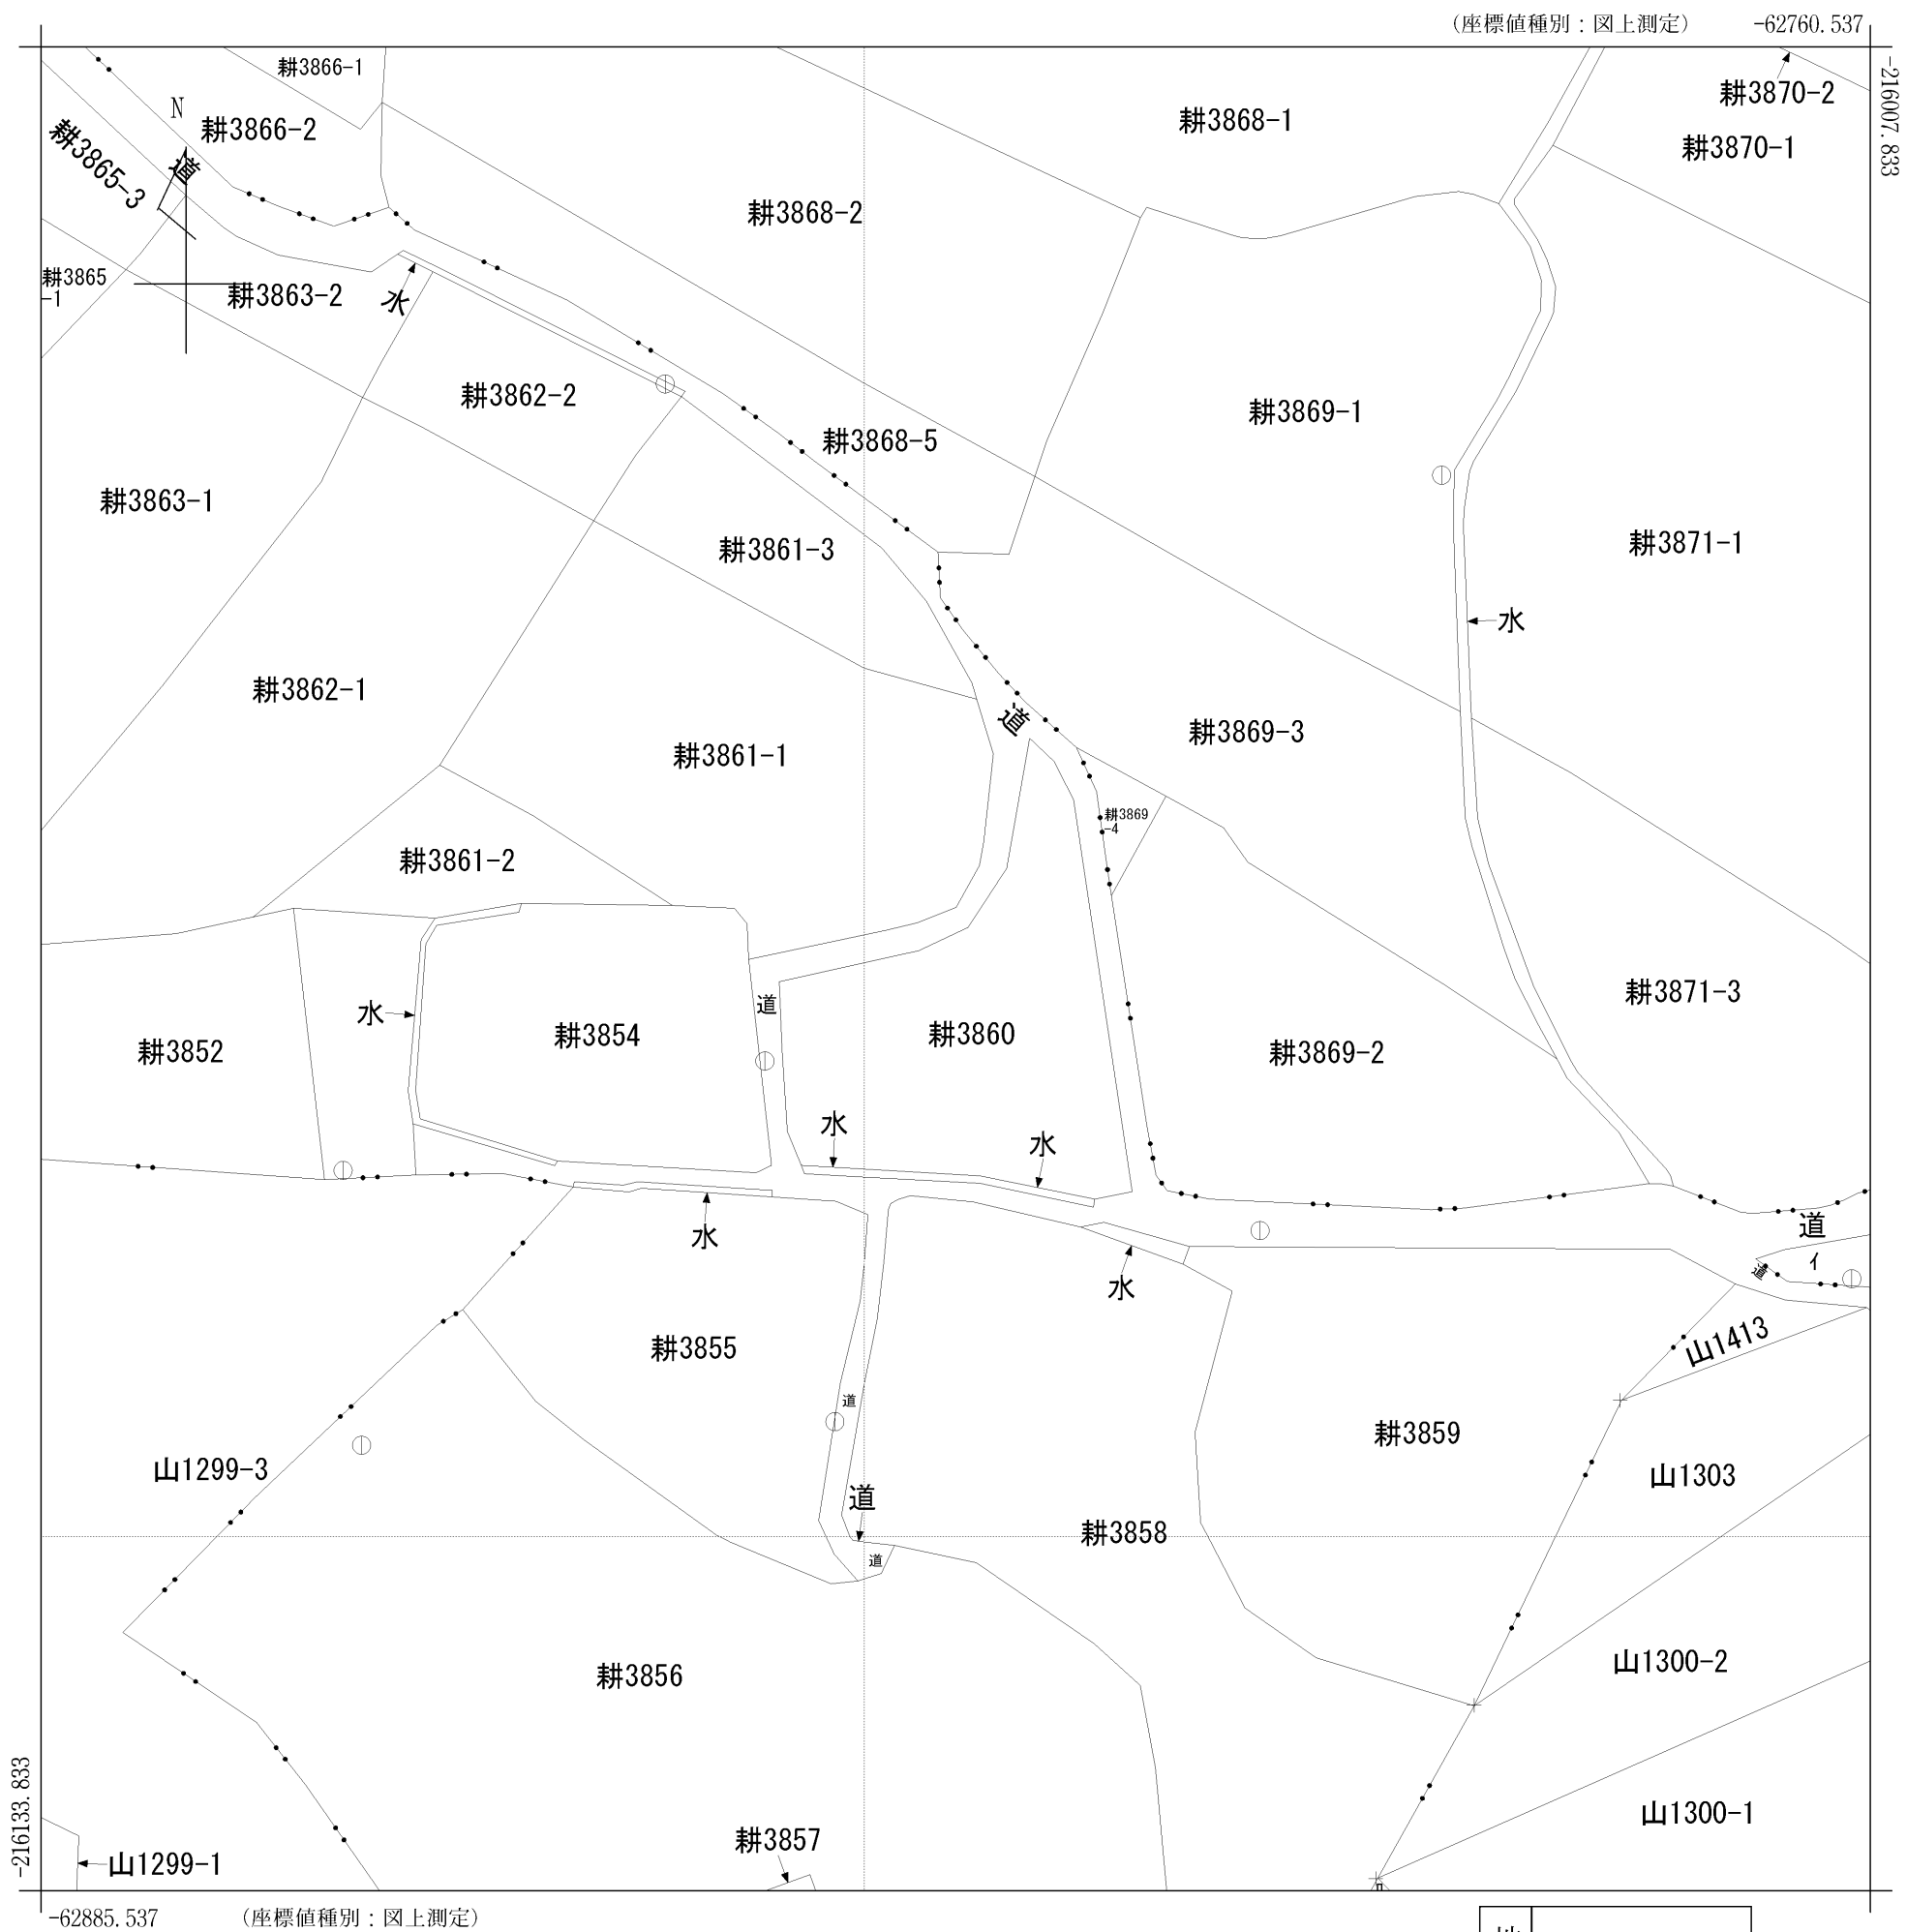 （座標値種別：図上測定） -62760.537
-216007.833
耕3866-1
耕3870-2
N
耕3866-2
耕3868-1
耕3870-1
耕3865-3
道
耕3868-2
耕3865
-1
耕3863-2
水
耕3862-2
耕3869-1
耕3868-5
耕3863-1
耕3861-3
耕3871-1
水
耕3862-1
道
耕3869-3
耕3861-1
耕3869
-4
耕3861-2
耕3871-3
道
水
耕3854
耕3860
耕3852
耕3869-2
水
水
道
水
イ
道
水
山1413
耕3855
道
耕3859
山1299-3
山1303
道
耕3858
道
山1300-2
耕3856
山1300-1
耕3857
-216133.833
山1299-1
-62885.537 （座標値種別：図上測定）